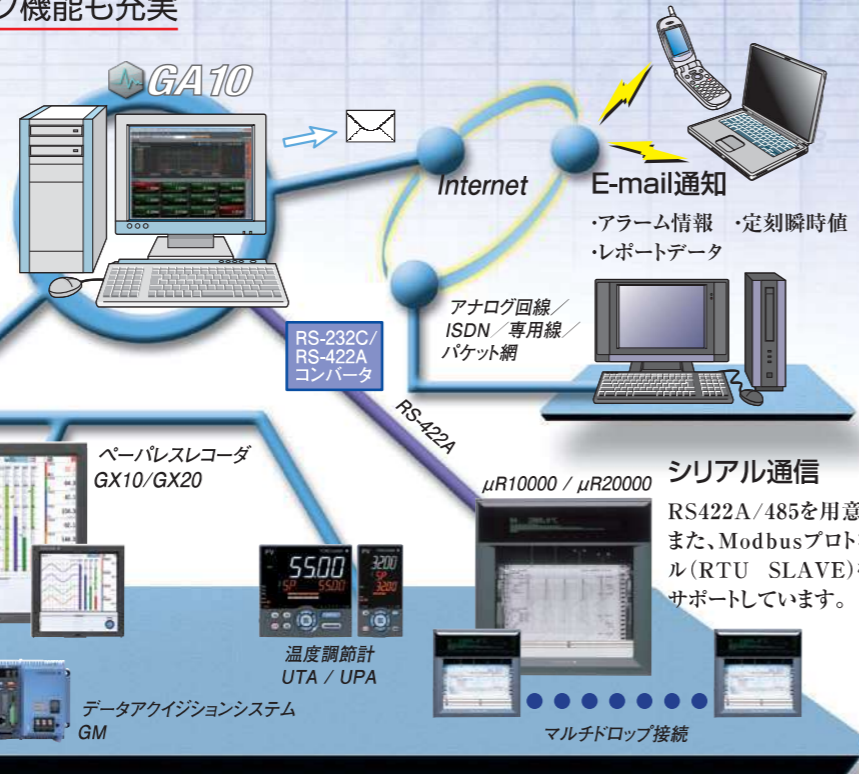 機能も充実
GA10
Internet
E-mail通知
・アラーム情報 ・定刻瞬時値
・レポートデータ
アナログ回線／
ISDN／専用線／
パケット網
RS-232C/
RS-422A
コンバータ
RS-422A
ペーパレスレコーダ
GX10/GX20
μR10000 / μR20000
シリアル通信
RS422A/485を用意
また、Modbusプロト
ル（RTU SLAVE）
サポートしています。
5500
SP 5500
3200
SP
3200
温度調節計
UTA / UPA
データアクイジションシステム
GM
マルチドロップ接続